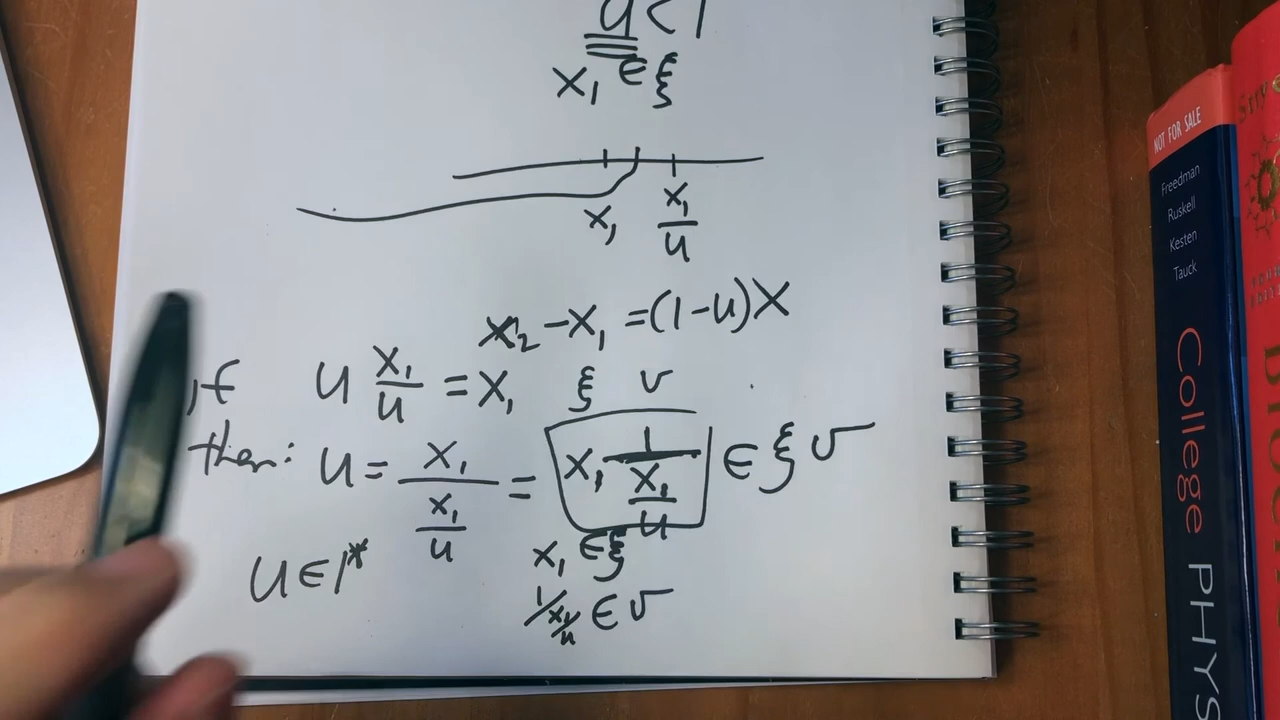 u < 1
x₁ ∈ ξ
x₁ x₁/u
x₂ - x₁ = (1-u)X
if u x₁/u = x₁ ξ υ
then: u = x₁/(x₁/u) = x₁ 1/(x₁/u) ∈ ξ υ
u ∈ 1* x₁ ∈ ξ
1/(x₁/u) ∈ υ
NOT FOR SALE
Freedman
Ruskell
Kesten
Tauck
College PHYS